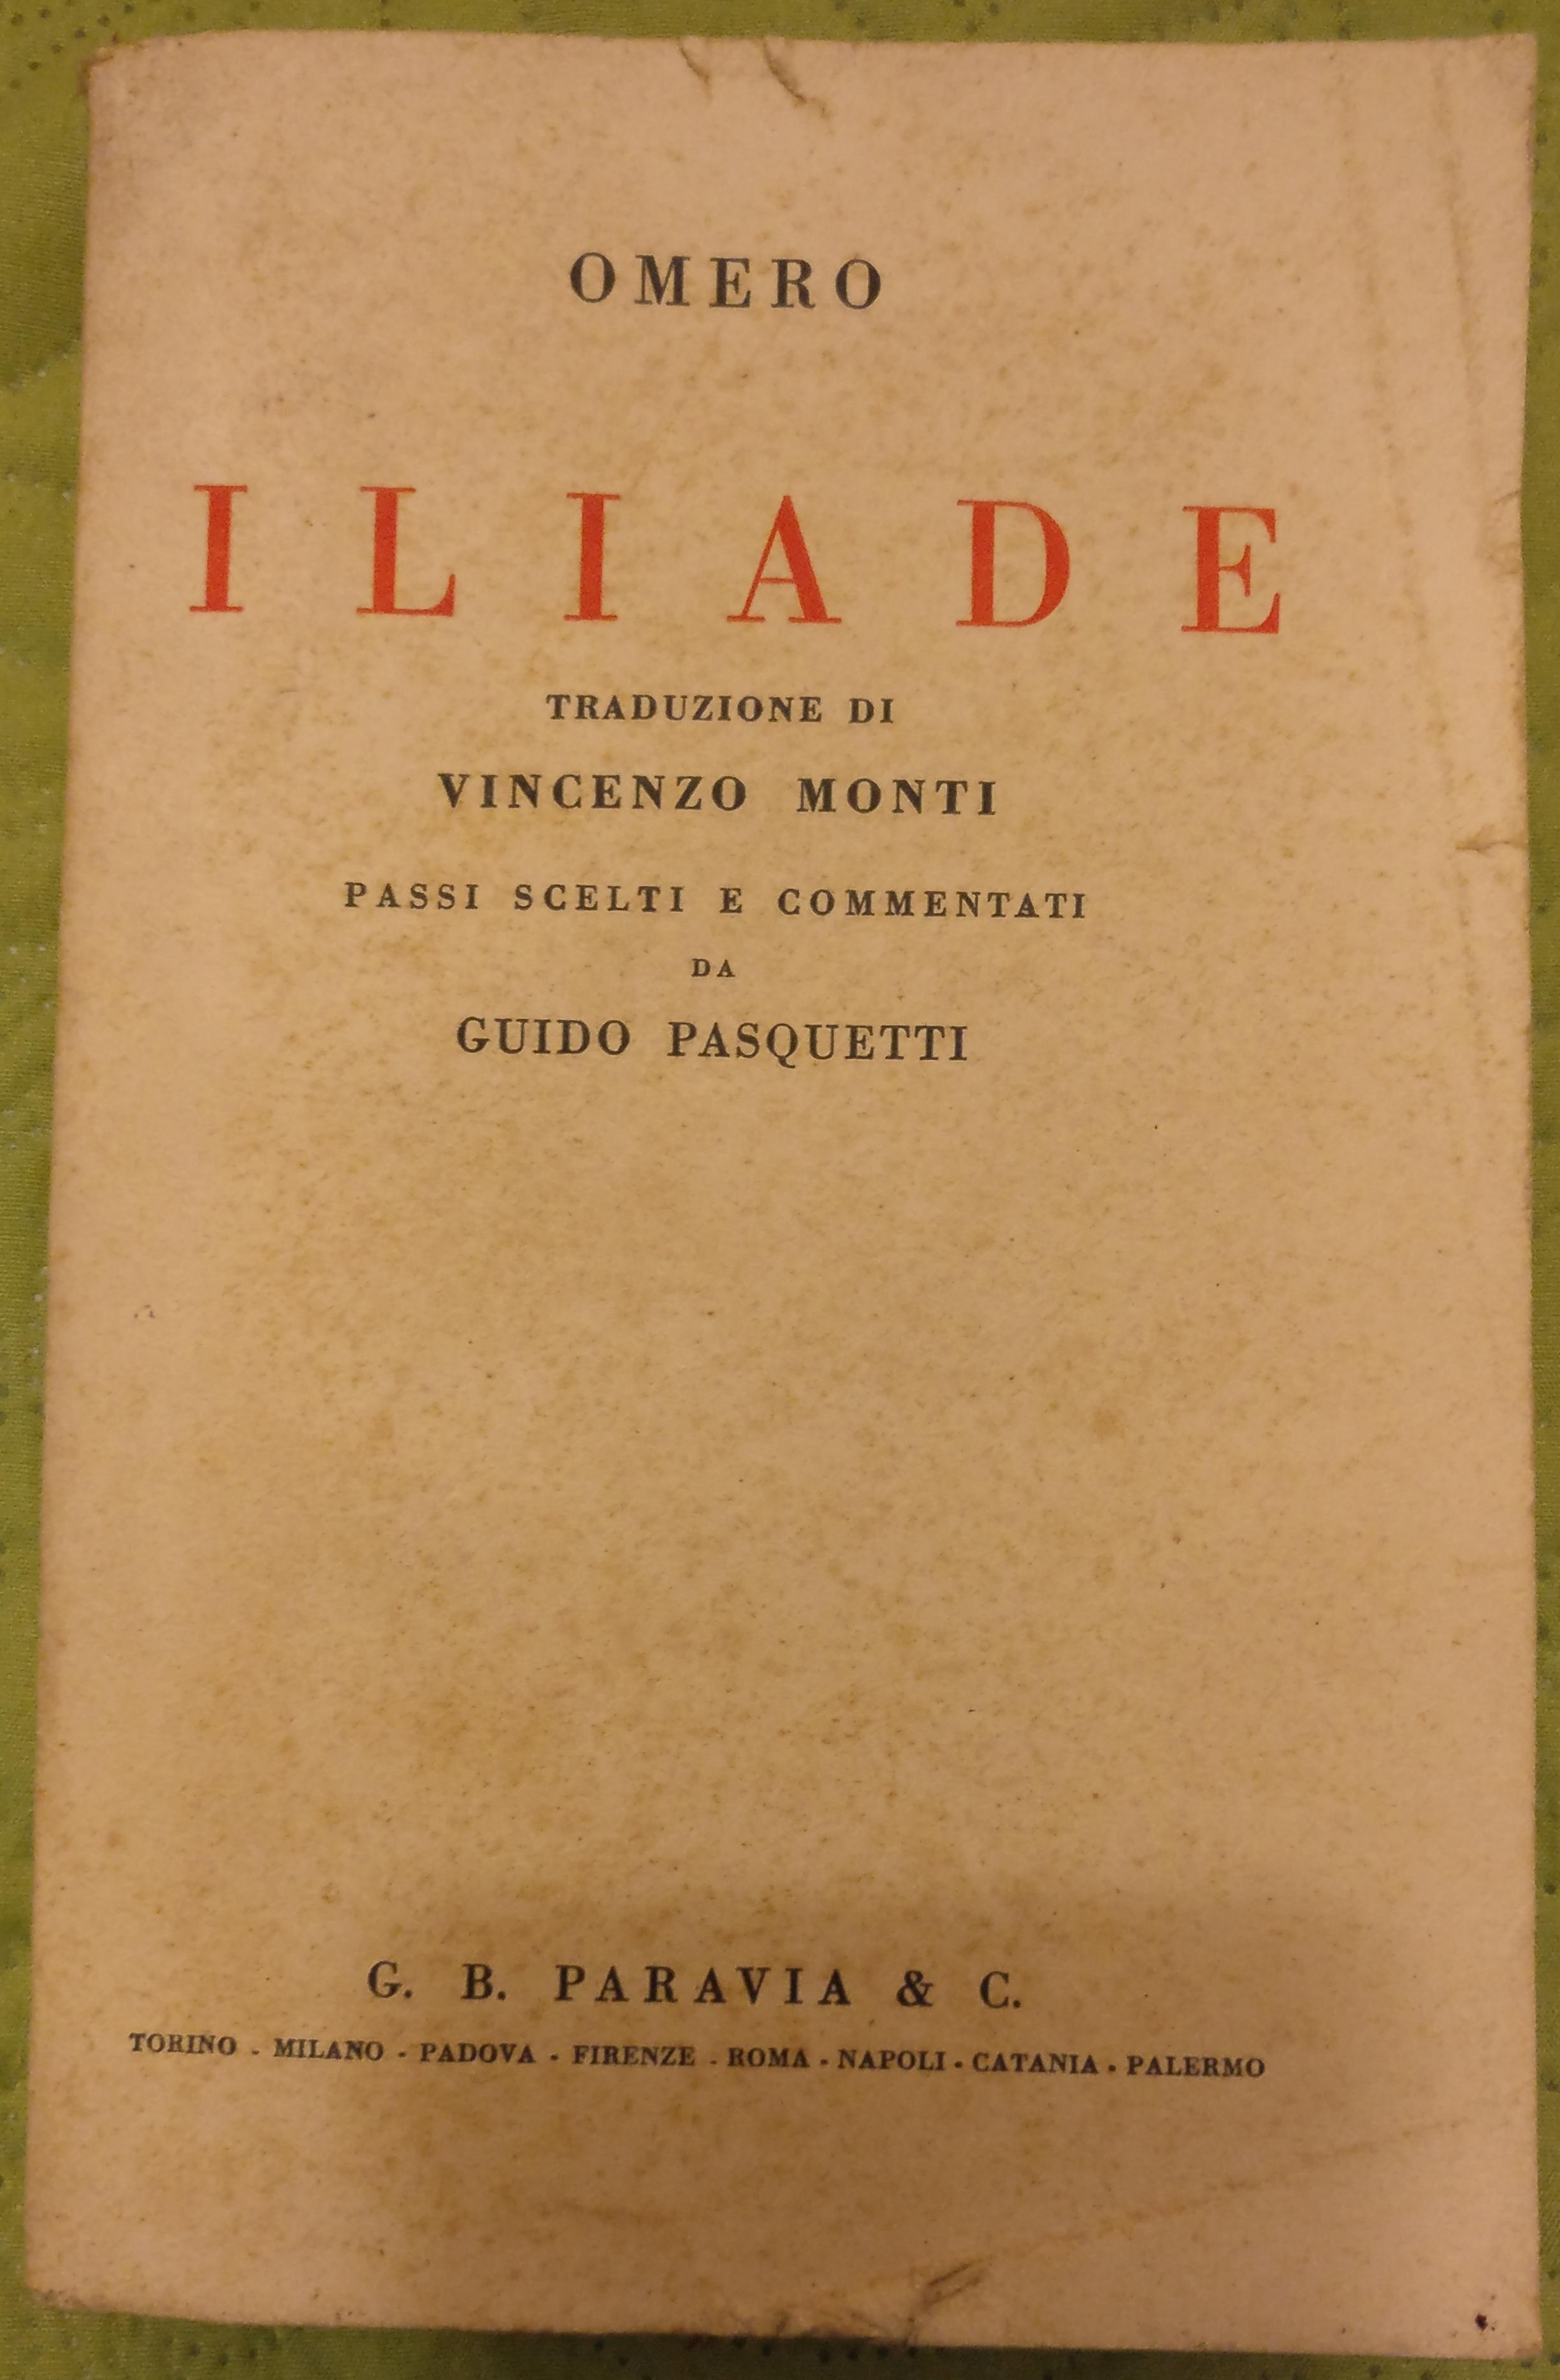 OMERO
ILIADE
TRADUZIONE DI
VINCENZO MONTI
PASSI SCELTI E COMMENTATI
DA
GUIDO PASQUETTI
G. B. PARAVIA & C.
TORINO - MILANO - PADOVA - FIRENZE - ROMA - NAPOLI - CATANIA - PALERMO